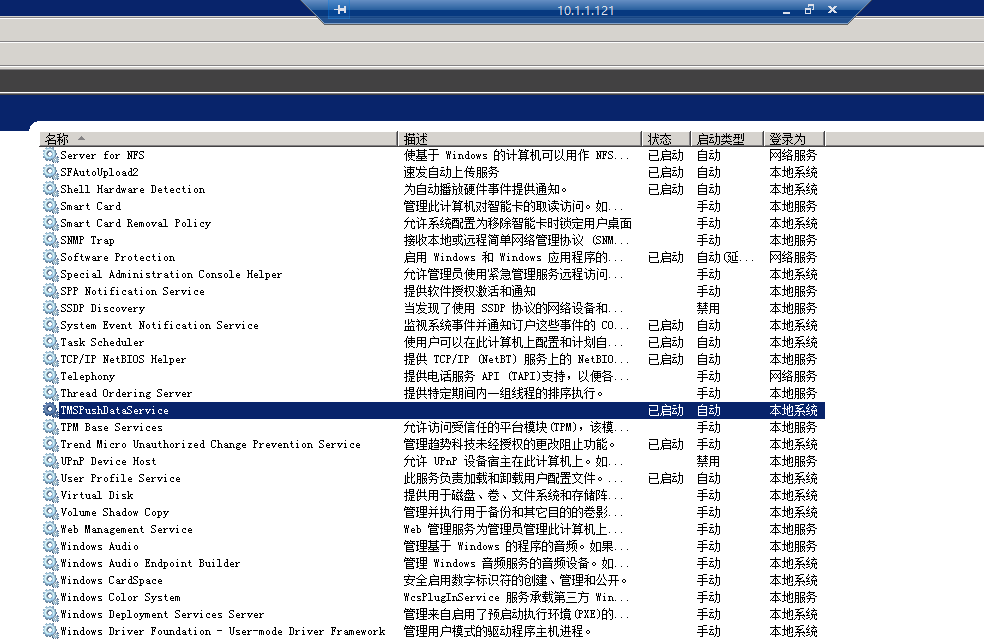 10.1.1.121
名称 描述 状态 启动类型 登录为
Server for NFS 使基于 Windows 的计算机可以用作 NFS... 已启动 自动 网络服务
SFAutoUpload2 速发自动上传服务 已启动 自动 本地系统
Shell Hardware Detection 为自动播放硬件事件提供通知。 已启动 自动 本地系统
Smart Card 管理此计算机对智能卡的取读访问。如... 手动 本地服务
Smart Card Removal Policy 允许系统配置为移除智能卡时锁定用户桌面 手动 本地系统
SNMP Trap 接收本地或远程简单网络管理协议 (SNM... 手动 本地服务
Software Protection 启用 Windows 和 Windows 应用程序的... 已启动 自动(延... 网络服务
Special Administration Console Helper 允许管理员使用紧急管理服务远程访问... 手动 本地系统
SPP Notification Service 提供软件授权激活和通知 手动 本地服务
SSDP Discovery 当发现了使用 SSDP 协议的网络设备和... 禁用 本地服务
System Event Notification Service 监视系统事件并通知订户这些事件的 CO... 已启动 自动 本地系统
Task Scheduler 使用户可以在此计算机上配置和计划自... 已启动 自动 本地系统
TCP/IP NetBIOS Helper 提供 TCP/IP (NetBT) 服务上的 NetBIO... 已启动 自动 本地服务
Telephony 提供电话服务 API (TAPI)支持，以便各... 手动 网络服务
Thread Ordering Server 提供特定期间内一组线程的排序执行。 手动 本地服务
TMSPushDataService 已启动 自动 本地系统
TPM Base Services 允许访问受信任的平台模块(TPM)，该模... 手动 本地服务
Trend Micro Unauthorized Change Prevention Service 管理趋势科技未经授权的更改阻止功能。 已启动 手动 本地系统
UPnP Device Host 允许 UPnP 设备宿主在此计算机上。如... 禁用 本地服务
User Profile Service 此服务负责加载和卸载用户配置文件。... 已启动 自动 本地系统
Virtual Disk 提供用于磁盘、卷、文件系统和存储阵... 手动 本地系统
Volume Shadow Copy 管理并执行用于备份和其它目的的卷影... 手动 本地系统
Web Management Service Web 管理服务为管理员管理此计算机上... 手动 本地服务
Windows Audio 管理基于 Windows 的程序的音频。如果... 手动 本地服务
Windows Audio Endpoint Builder 管理 Windows 音频服务的音频设备。如... 手动 本地系统
Windows CardSpace 安全启用数字标识符的创建、管理和公开。 手动 本地系统
Windows Color System WcsPlugInService 服务承载第三方 Win... 手动 本地服务
Windows Deployment Services Server 管理来自启用了预启动执行环境(PXE)的... 手动 本地系统
Windows Driver Foundation - User-mode Driver Framework 管理用户模式的驱动程序主机进程。 手动 本地系统